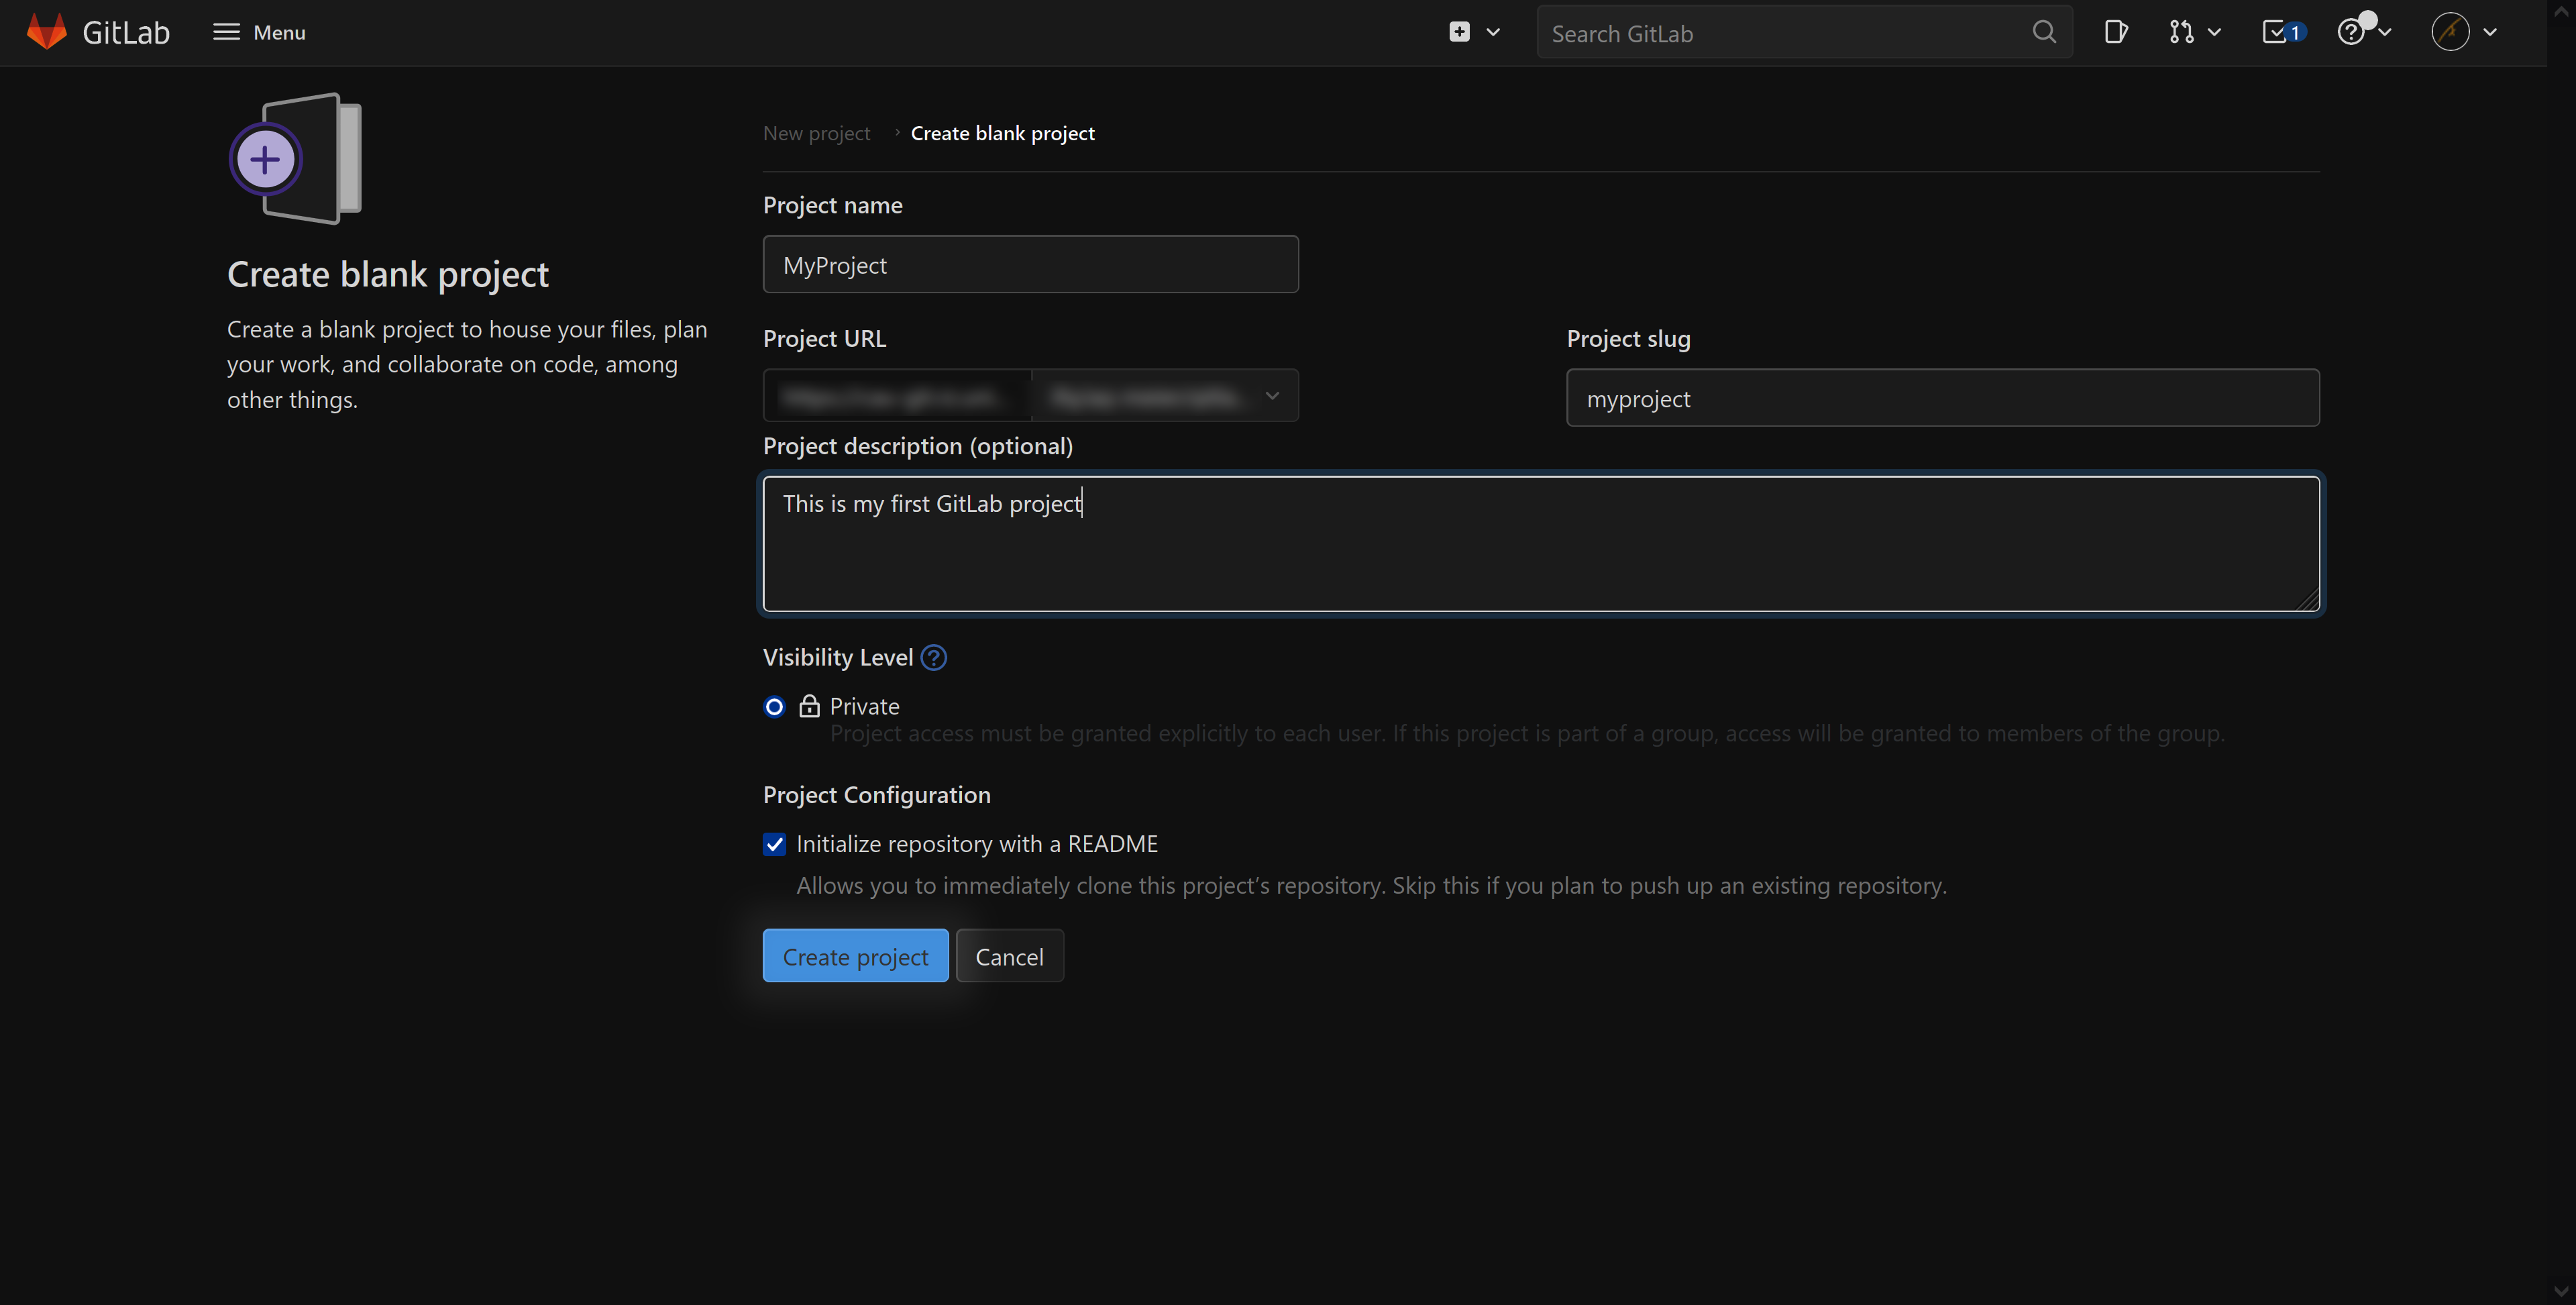 GitLab
Menu
Search GitLab
1
New project › Create blank project
Create blank project
Create a blank project to house your files, plan
your work, and collaborate on code, among
other things.
Project name
MyProject
Project URL
Project slug
myproject
Project description (optional)
This is my first GitLab project
Visibility Level
Private
Project access must be granted explicitly to each user. If this project is part of a group, access will be granted to members of the group.
Project Configuration
Initialize repository with a README
Allows you to immediately clone this project’s repository. Skip this if you plan to push up an existing repository.
Create project
Cancel